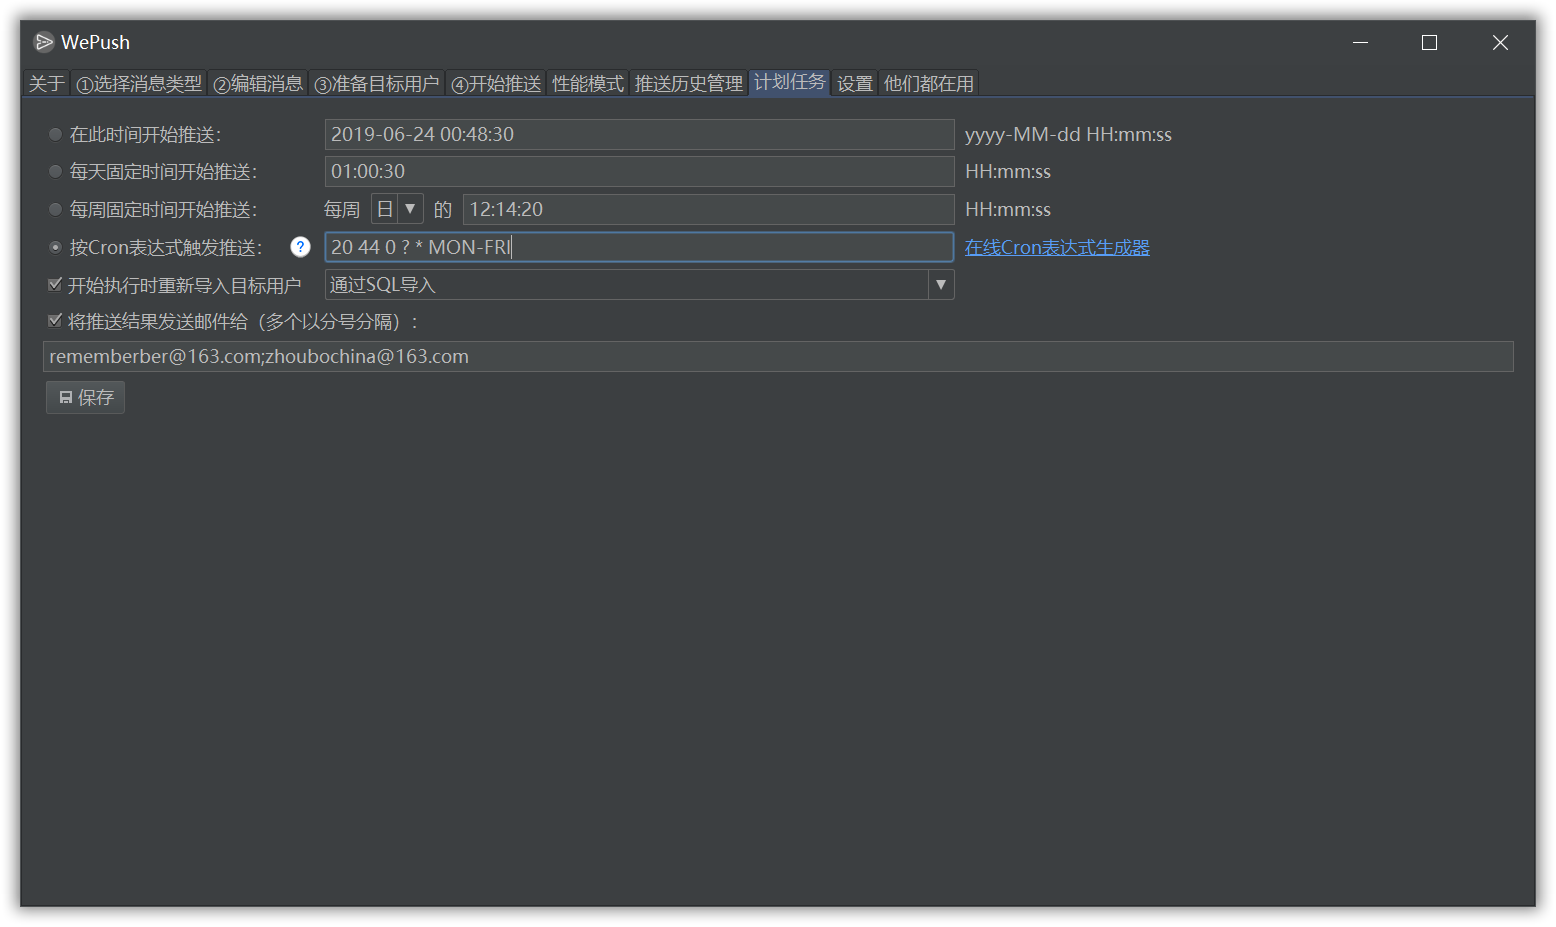 WePush
关于 ①选择消息类型 ②编辑消息 ③准备目标用户 ④开始推送 性能模式 推送历史管理 计划任务 设置 他们都在用
在此时间开始推送： 2019-06-24 00:48:30 yyyy-MM-dd HH:mm:ss
每天固定时间开始推送： 01:00:30 HH:mm:ss
每周固定时间开始推送： 每周 日 的 12:14:20 HH:mm:ss
按Cron表达式触发推送： ? 20 44 0 ? * MON-FRI 在线Cron表达式生成器
开始执行时重新导入目标用户 通过SQL导入
将推送结果发送邮件给（多个以分号分隔）：
rememberber@163.com;zhoubochina@163.com
保存